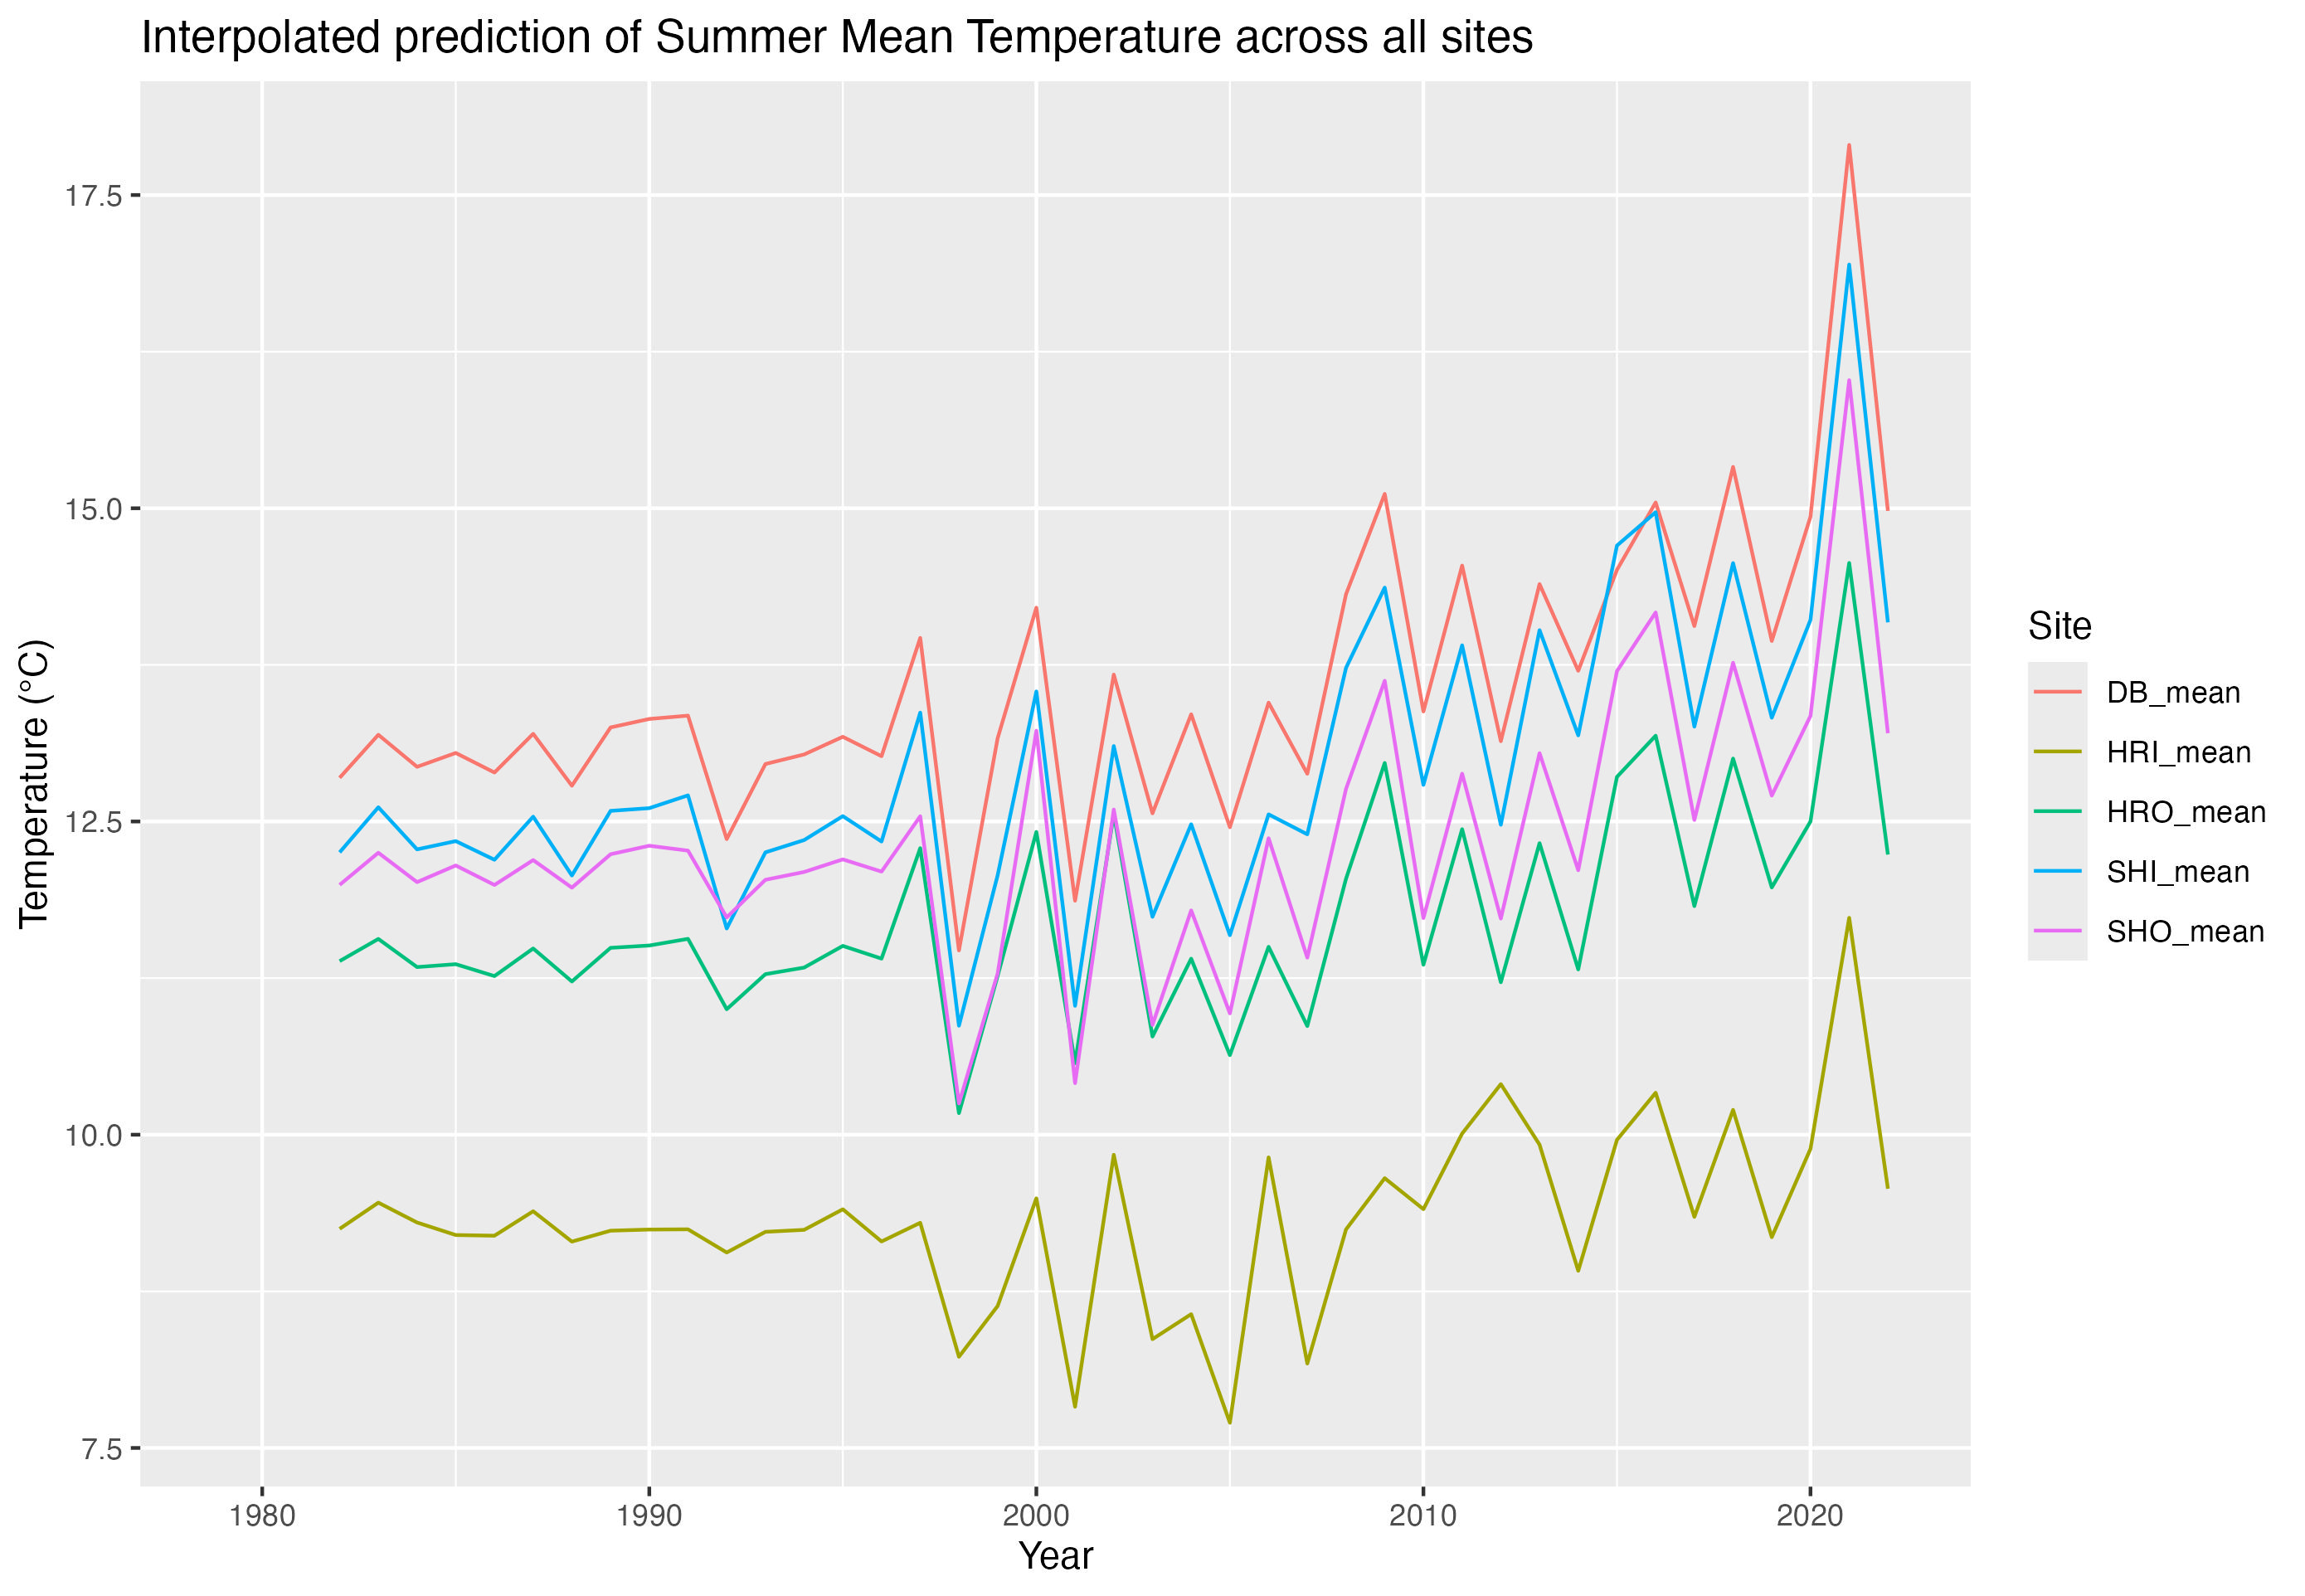 Interpolated prediction of Summer Mean Temperature across all sites
17.5
15.0
12.5
10.0
7.5
Temperature (°C)
1980 1990 2000 2010 2020
Year
Site
DB_mean
HRI_mean
HRO_mean
SHI_mean
SHO_mean